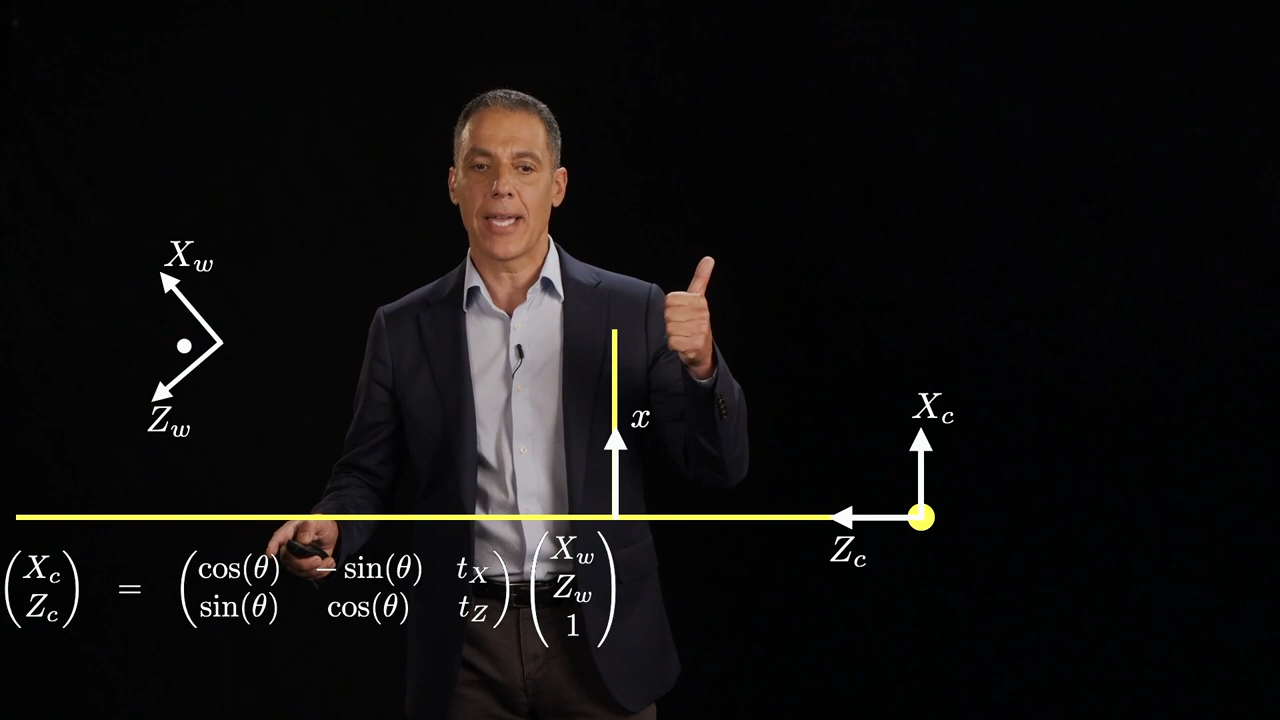 X_w
Z_w
x
X_c
Z_c
(X_c Z_c) = (cos(θ) −sin(θ) t_X sin(θ) cos(θ) t_Z) (X_w Z_w 1)